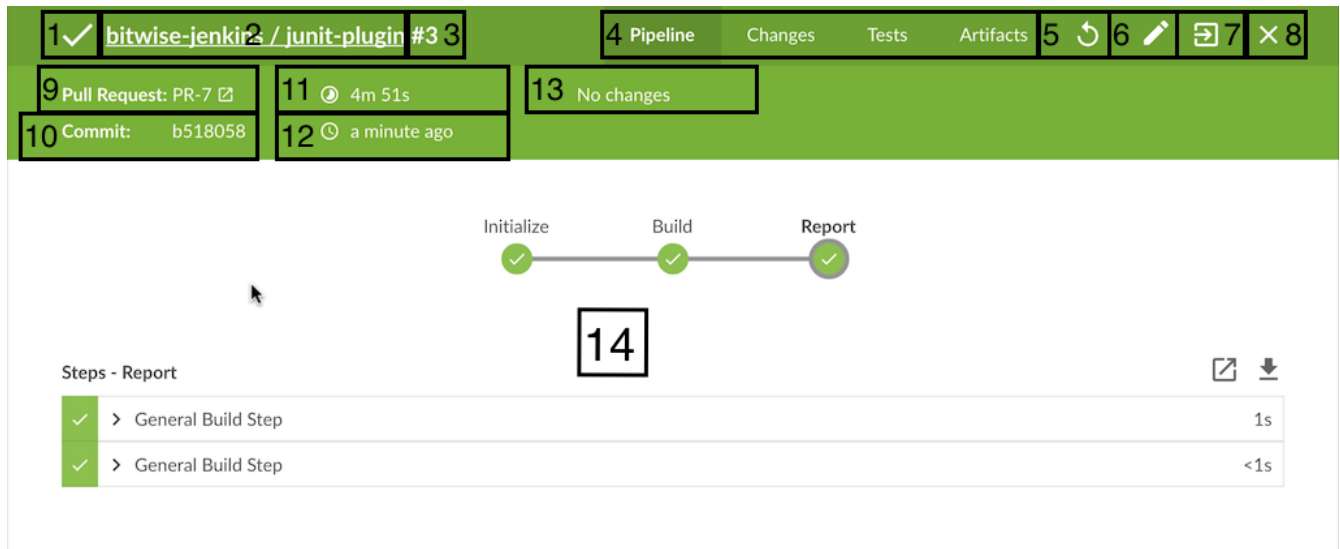 1 bitwise-jenkins / junit-plugin 2 #3 3 4 Pipeline Changes Tests Artifacts 5 6 7 8
9 Pull Request: PR-7 11 4m 51s 13 No changes
10 Commit: b518058 12 a minute ago
Initialize Build Report
14
Steps - Report
General Build Step 1s
General Build Step <1s